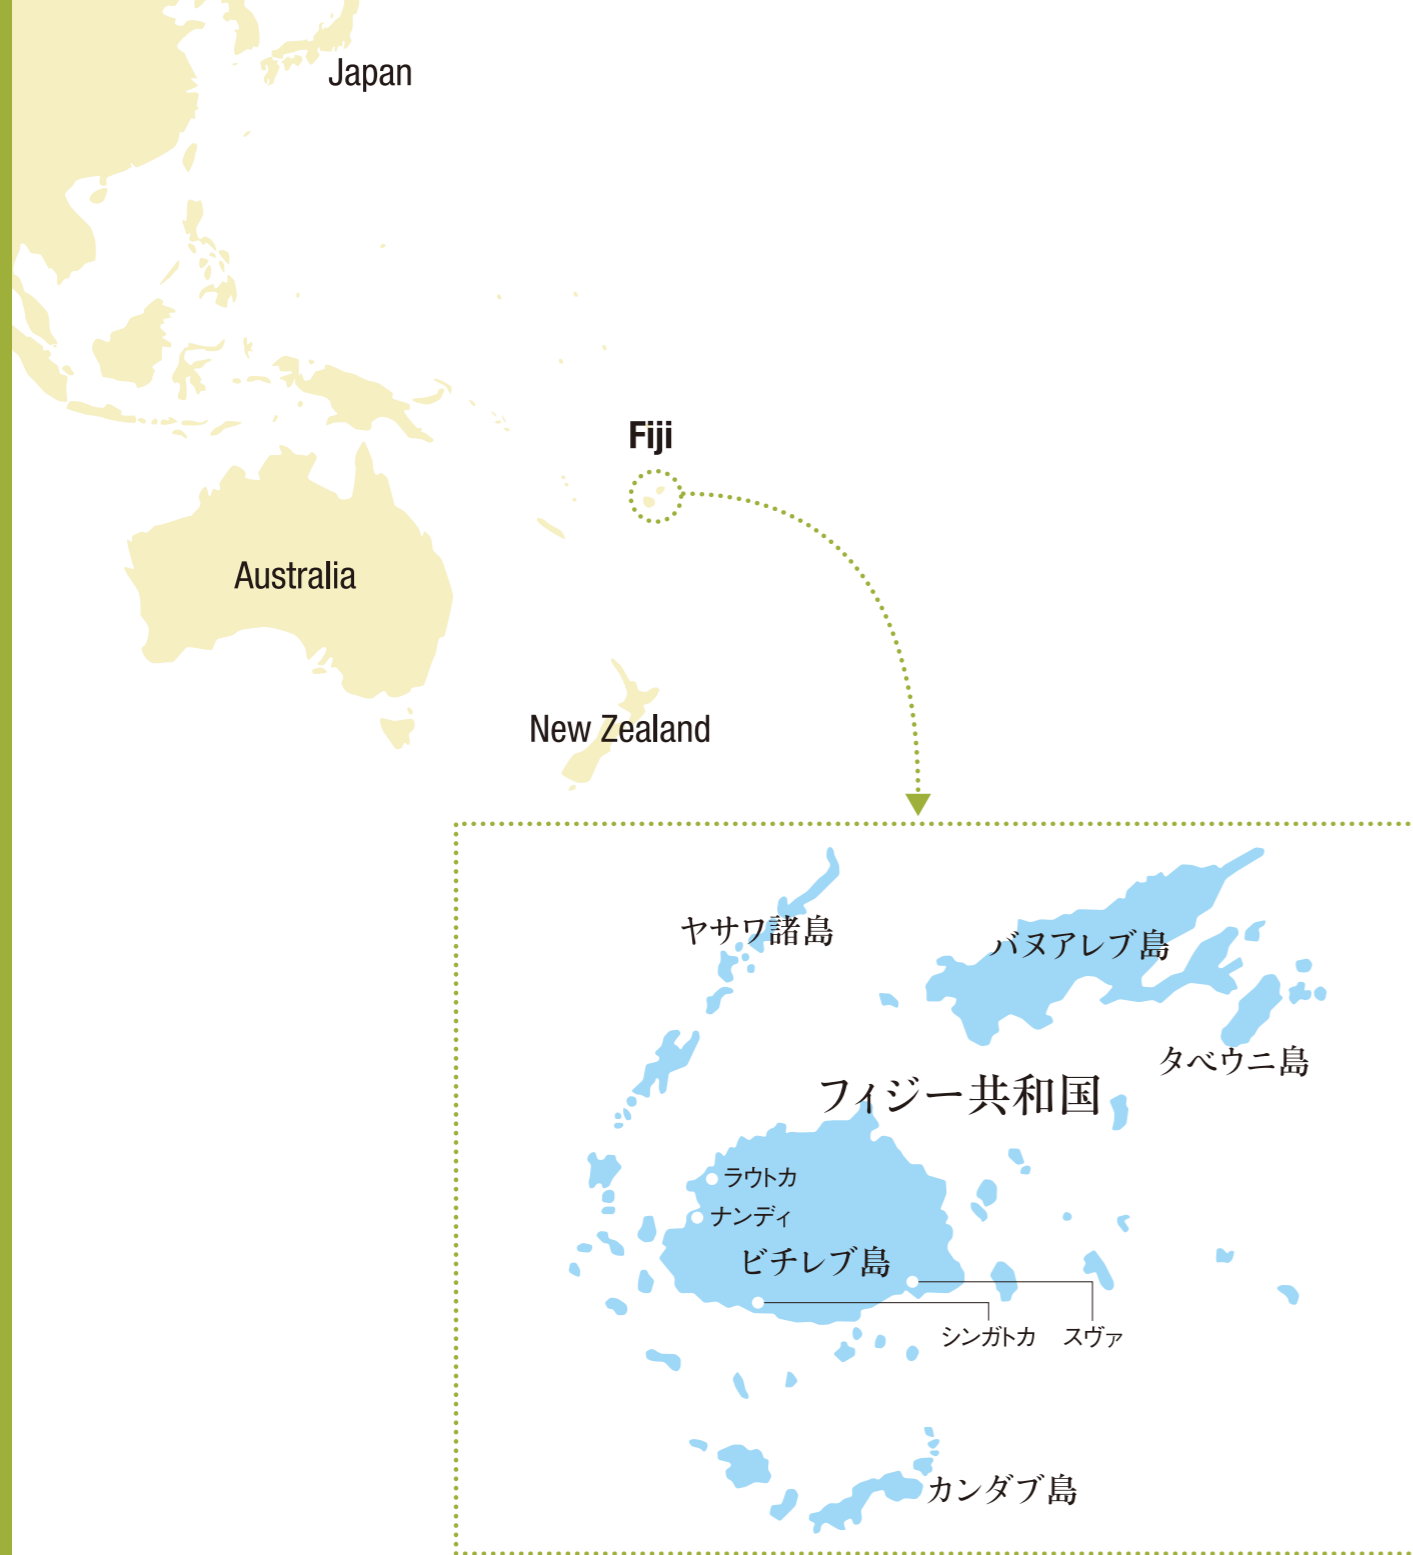 Japan
Fiji
Australia
New Zealand
ヤサワ諸島
バヌアレブ島
タベウニ島
フィジー共和国
ラウトカ
ナンディ
ビチレブ島
シンガトカ
スヴァ
カンダブ島